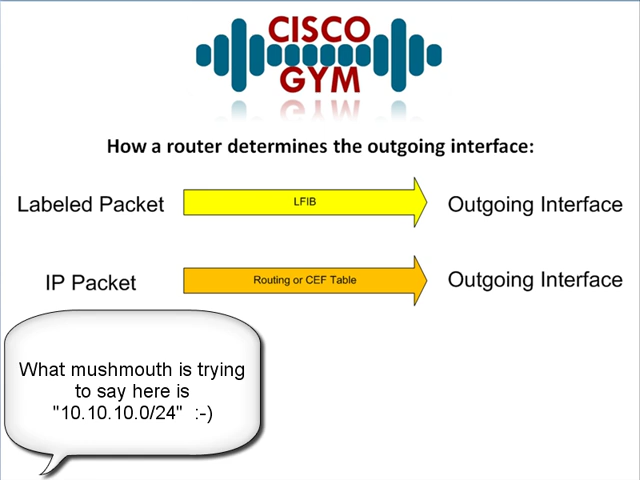 CISCO
GYM
How a router determines the outgoing interface:
Labeled Packet
LFIB
Outgoing Interface
IP Packet
Routing or CEF Table
Outgoing Interface
What mushmouth is trying
to say here is
"10.10.10.0/24"  :-)